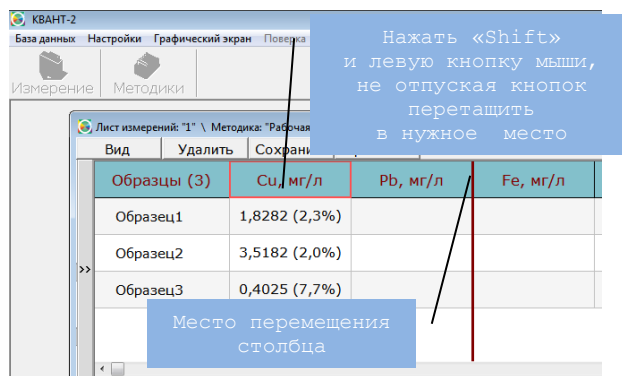 КВАНТ-2
База данных Настройки Графический экран Поверка
Нажать «Shift»
и левую кнопку мыши,
не отпуская кнопок
перетащить
в нужное место
Измерение Методики
Лист измерений: "1" \ Методика: "Рабочая
Вид Удалить
Образцы (3) Cu, мг/л Pb, мг/л Fe, мг/л
Образец1 1,8282 (2,3%)
Образец2 3,5182 (2,0%)
>>
Образец3 0,4025 (7,7%)
Место перемещения
столбца